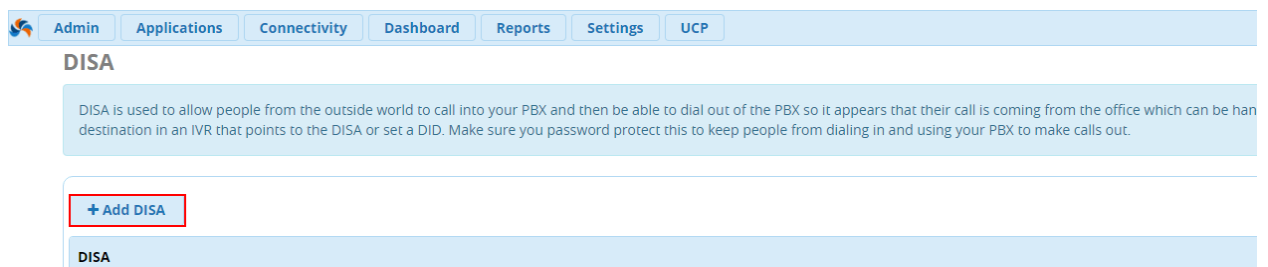 Admin Applications Connectivity Dashboard Reports Settings UCP
DISA
DISA is used to allow people from the outside world to call into your PBX and then be able to dial out of the PBX so it appears that their call is coming from the office which can be han
destination in an IVR that points to the DISA or set a DID. Make sure you password protect this to keep people from dialing in and using your PBX to make calls out.
+ Add DISA
DISA